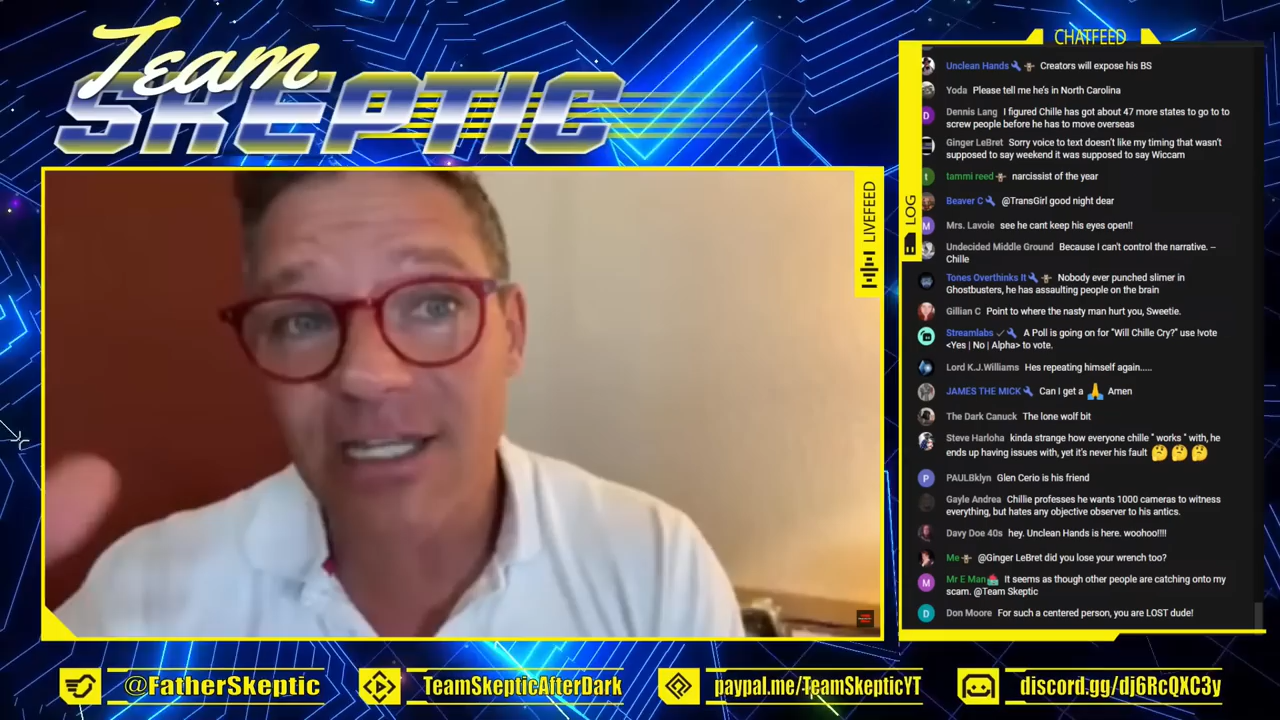 Team
SKEPTIC
LIVEFEED
CHATFEED
LOG
Unclean Hands Creators will expose his BS
Yoda Please tell me he's in North Carolina
D Dennis Lang I figured Chille has got about 47 more states to go to to
screw people before he has to move overseas
Ginger LeBret Sorry voice to text doesn't like my timing that wasn't
supposed to say weekend it was supposed to say Wiccam
t tammi reed narcissist of the year
Beaver C @TransGirl good night dear
M Mrs. Lavoie see he cant keep his eyes open!!
Undecided Middle Ground Because I can't control the narrative. –
Chille
Tones Overthinks It Nobody ever punched slimer in
Ghostbusters, he has assaulting people on the brain
Gillian C Point to where the nasty man hurt you, Sweetie.
Streamlabs A Poll is going on for "Will Chille Cry?" use !vote
<Yes | No | Alpha> to vote.
Lord K.J.Williams Hes repeating himself again.....
JAMES THE MICK Can I get a 🙏 Amen
The Dark Canuck The lone wolf bit
Steve Harloha kinda strange how everyone chille " works " with, he
ends up having issues with, yet it's never his fault 🤔 🤔 🤔
P PAULBklyn Glen Cerio is his friend
Gayle Andrea Chillie professes he wants 1000 cameras to witness
everything, but hates any objective observer to his antics.
Davy Doe 40s hey. Unclean Hands is here. woohoo!!!!
Me @Ginger LeBret did you lose your wrench too?
M Mr E Man It seems as though other people are catching onto my
scam. @Team Skeptic
D Don Moore For such a centered person, you are LOST dude!
@FatherSkeptic
TeamSkepticAfterDark
paypal.me/TeamSkepticYT
discord.gg/dj6RcQXC3y